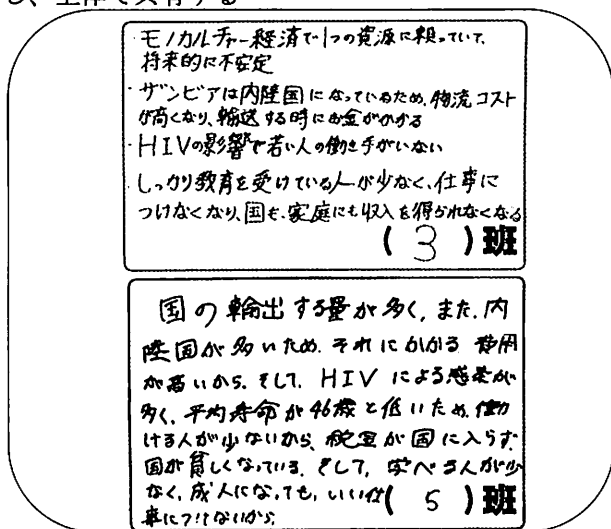 し、全体で共有する
・モノカルチャー経済で1つの資源に頼っていて、
将来的に不安定
・ザンビアは内陸国になっているため、物流コスト
が高くなり、輸送する時にお金がかかる
・HIVの影響で若い人の働き手がいない
・しっかり教育を受けている人が少なく、仕事に
つけなくなり、国も、家庭にも収入を得られなくなる
( 3 )班
国の輸出する量が多く、また、内
陸国が多いため、それにかかる費用
が高いから。そして、HIVによる感染が
多く、平均寿命が46歳と低いため、働
ける人が少ないから、税金が国に入らず
国が貧しくなっている。そして、学べる人が少
なく、成人になっても、いい仕
事につけないから。
( 5 )班